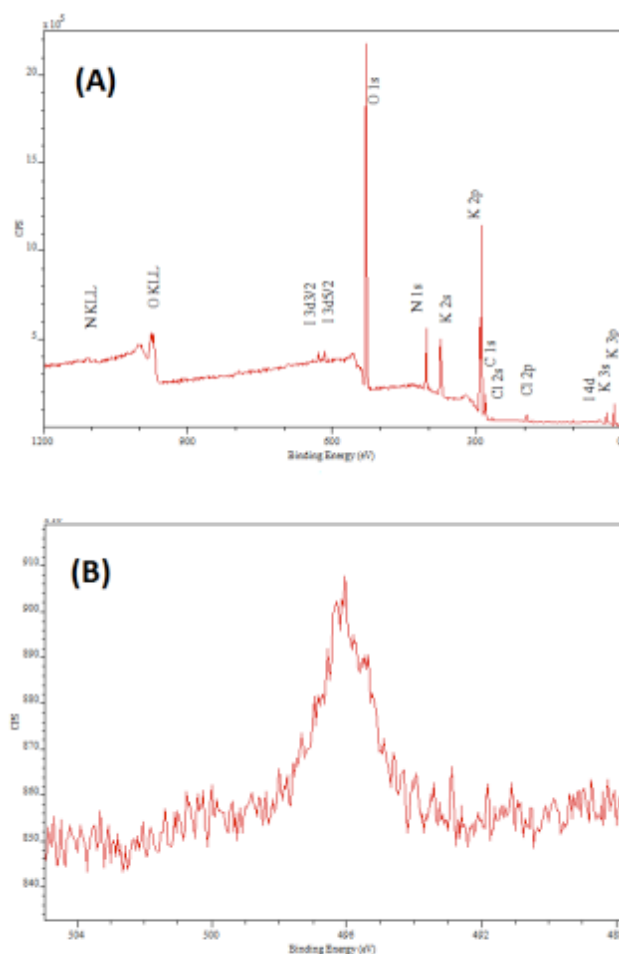 x 10^5
(A)
20
15
10
5
CPS
N KLL
O KLL
I 3d3/2
I 3d5/2
O 1s
N 1s
K 2s
K 2p
C 1s
Cl 2s
Cl 2p
I 4d
K 3s
K 3p
1200 900 600 300 0
Binding Energy (eV)
(B)
910
900
890
880
870
860
850
840
CPS
504 500 496 492
Binding Energy (eV)